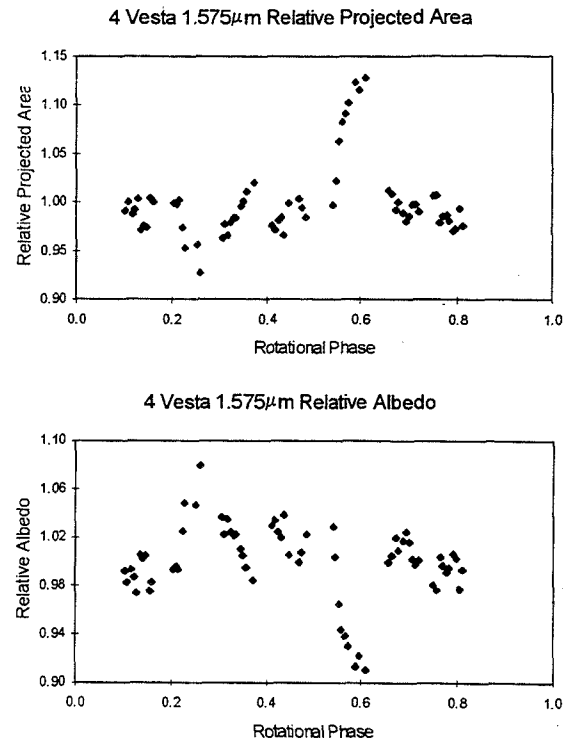 4 Vesta 1.575μm Relative Projected Area
1.15
1.10
1.05
1.00
0.95
0.90
Relative Projected Area
0.0 0.2 0.4 0.6 0.8 1.0
Rotational Phase
4 Vesta 1.575μm Relative Albedo
1.10
1.06
1.02
0.98
0.94
0.90
Relative Albedo
0.0 0.2 0.4 0.6 0.8 1.0
Rotational Phase